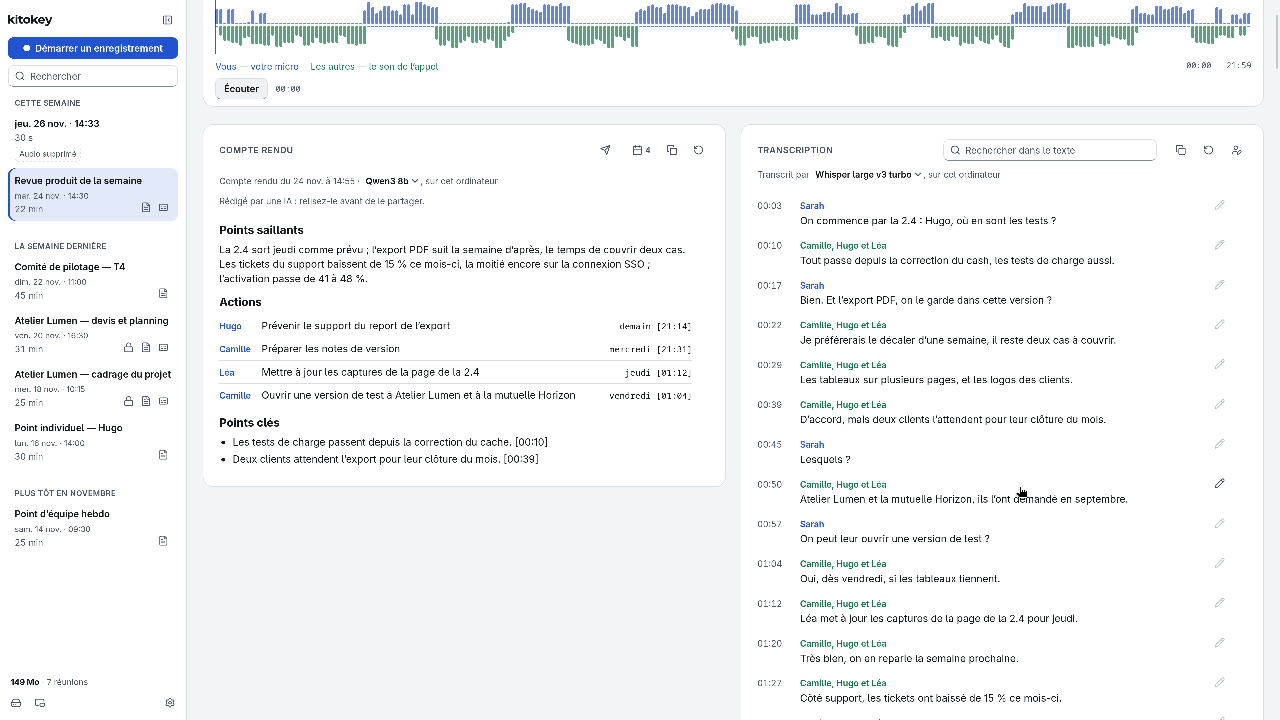 kitokey
Démarrer un enregistrement
Rechercher
CETTE SEMAINE
jeu. 26 nov. · 14:33
30 s
Audio supprimé
Revue produit de la semaine
mar. 24 nov. · 14:30
22 min
LA SEMAINE DERNIÈRE
Comité de pilotage — T4
dim. 22 nov. · 11:00
45 min
Atelier Lumen — devis et planning
ven. 20 nov. · 16:30
31 min
Atelier Lumen — cadrage du projet
mer. 18 nov. · 10:15
25 min
Point individuel — Hugo
lun. 16 nov. · 14:00
30 min
PLUS TÔT EN NOVEMBRE
Point d'équipe hebdo
sam. 14 nov. · 09:30
25 min
149 Mo · 7 réunions
Vous — votre micro Les autres — le son de l'appel
00:00 21:59
Écouter 00:00
COMPTE RENDU
4
Compte rendu du 24 nov. à 14:55 · Qwen3 8b, sur cet ordinateur
Rédigé par une IA : relisez-le avant de le partager.
Points saillants
La 2.4 sort jeudi comme prévu ; l'export PDF suit la semaine d'après, le temps de couvrir deux cas.
Les tickets du support baissent de 15 % ce mois-ci, la moitié encore sur la connexion SSO ;
l'activation passe de 41 à 48 %.
Actions
Hugo Prévenir le support du report de l'export demain [21:14]
Camille Préparer les notes de version mercredi [21:31]
Léa Mettre à jour les captures de la page de la 2.4 jeudi [01:12]
Camille Ouvrir une version de test à Atelier Lumen et à la mutuelle Horizon vendredi [01:04]
Points clés
• Les tests de charge passent depuis la correction du cache. [00:10]
• Deux clients attendent l'export pour leur clôture du mois. [00:39]
TRANSCRIPTION
Rechercher dans le texte
Transcrit par Whisper large v3 turbo, sur cet ordinateur
00:03 Sarah
On commence par la 2.4 : Hugo, où en sont les tests ?
00:10 Camille, Hugo et Léa
Tout passe depuis la correction du cash, les tests de charge aussi.
00:17 Sarah
Bien. Et l'export PDF, on le garde dans cette version ?
00:22 Camille, Hugo et Léa
Je préférerais le décaler d'une semaine, il reste deux cas à couvrir.
00:29 Camille, Hugo et Léa
Les tableaux sur plusieurs pages, et les logos des clients.
00:39 Camille, Hugo et Léa
D'accord, mais deux clients l'attendent pour leur clôture du mois.
00:45 Sarah
Lesquels ?
00:50 Camille, Hugo et Léa
Atelier Lumen et la mutuelle Horizon, ils l'ont demandé en septembre.
00:57 Sarah
On peut leur ouvrir une version de test ?
01:04 Camille, Hugo et Léa
Oui, dès vendredi, si les tableaux tiennent.
01:12 Camille, Hugo et Léa
Léa met à jour les captures de la page de la 2.4 pour jeudi.
01:20 Camille, Hugo et Léa
Très bien, on en reparle la semaine prochaine.
01:27 Camille, Hugo et Léa
Côté support, les tickets ont baissé de 15 % ce mois-ci.